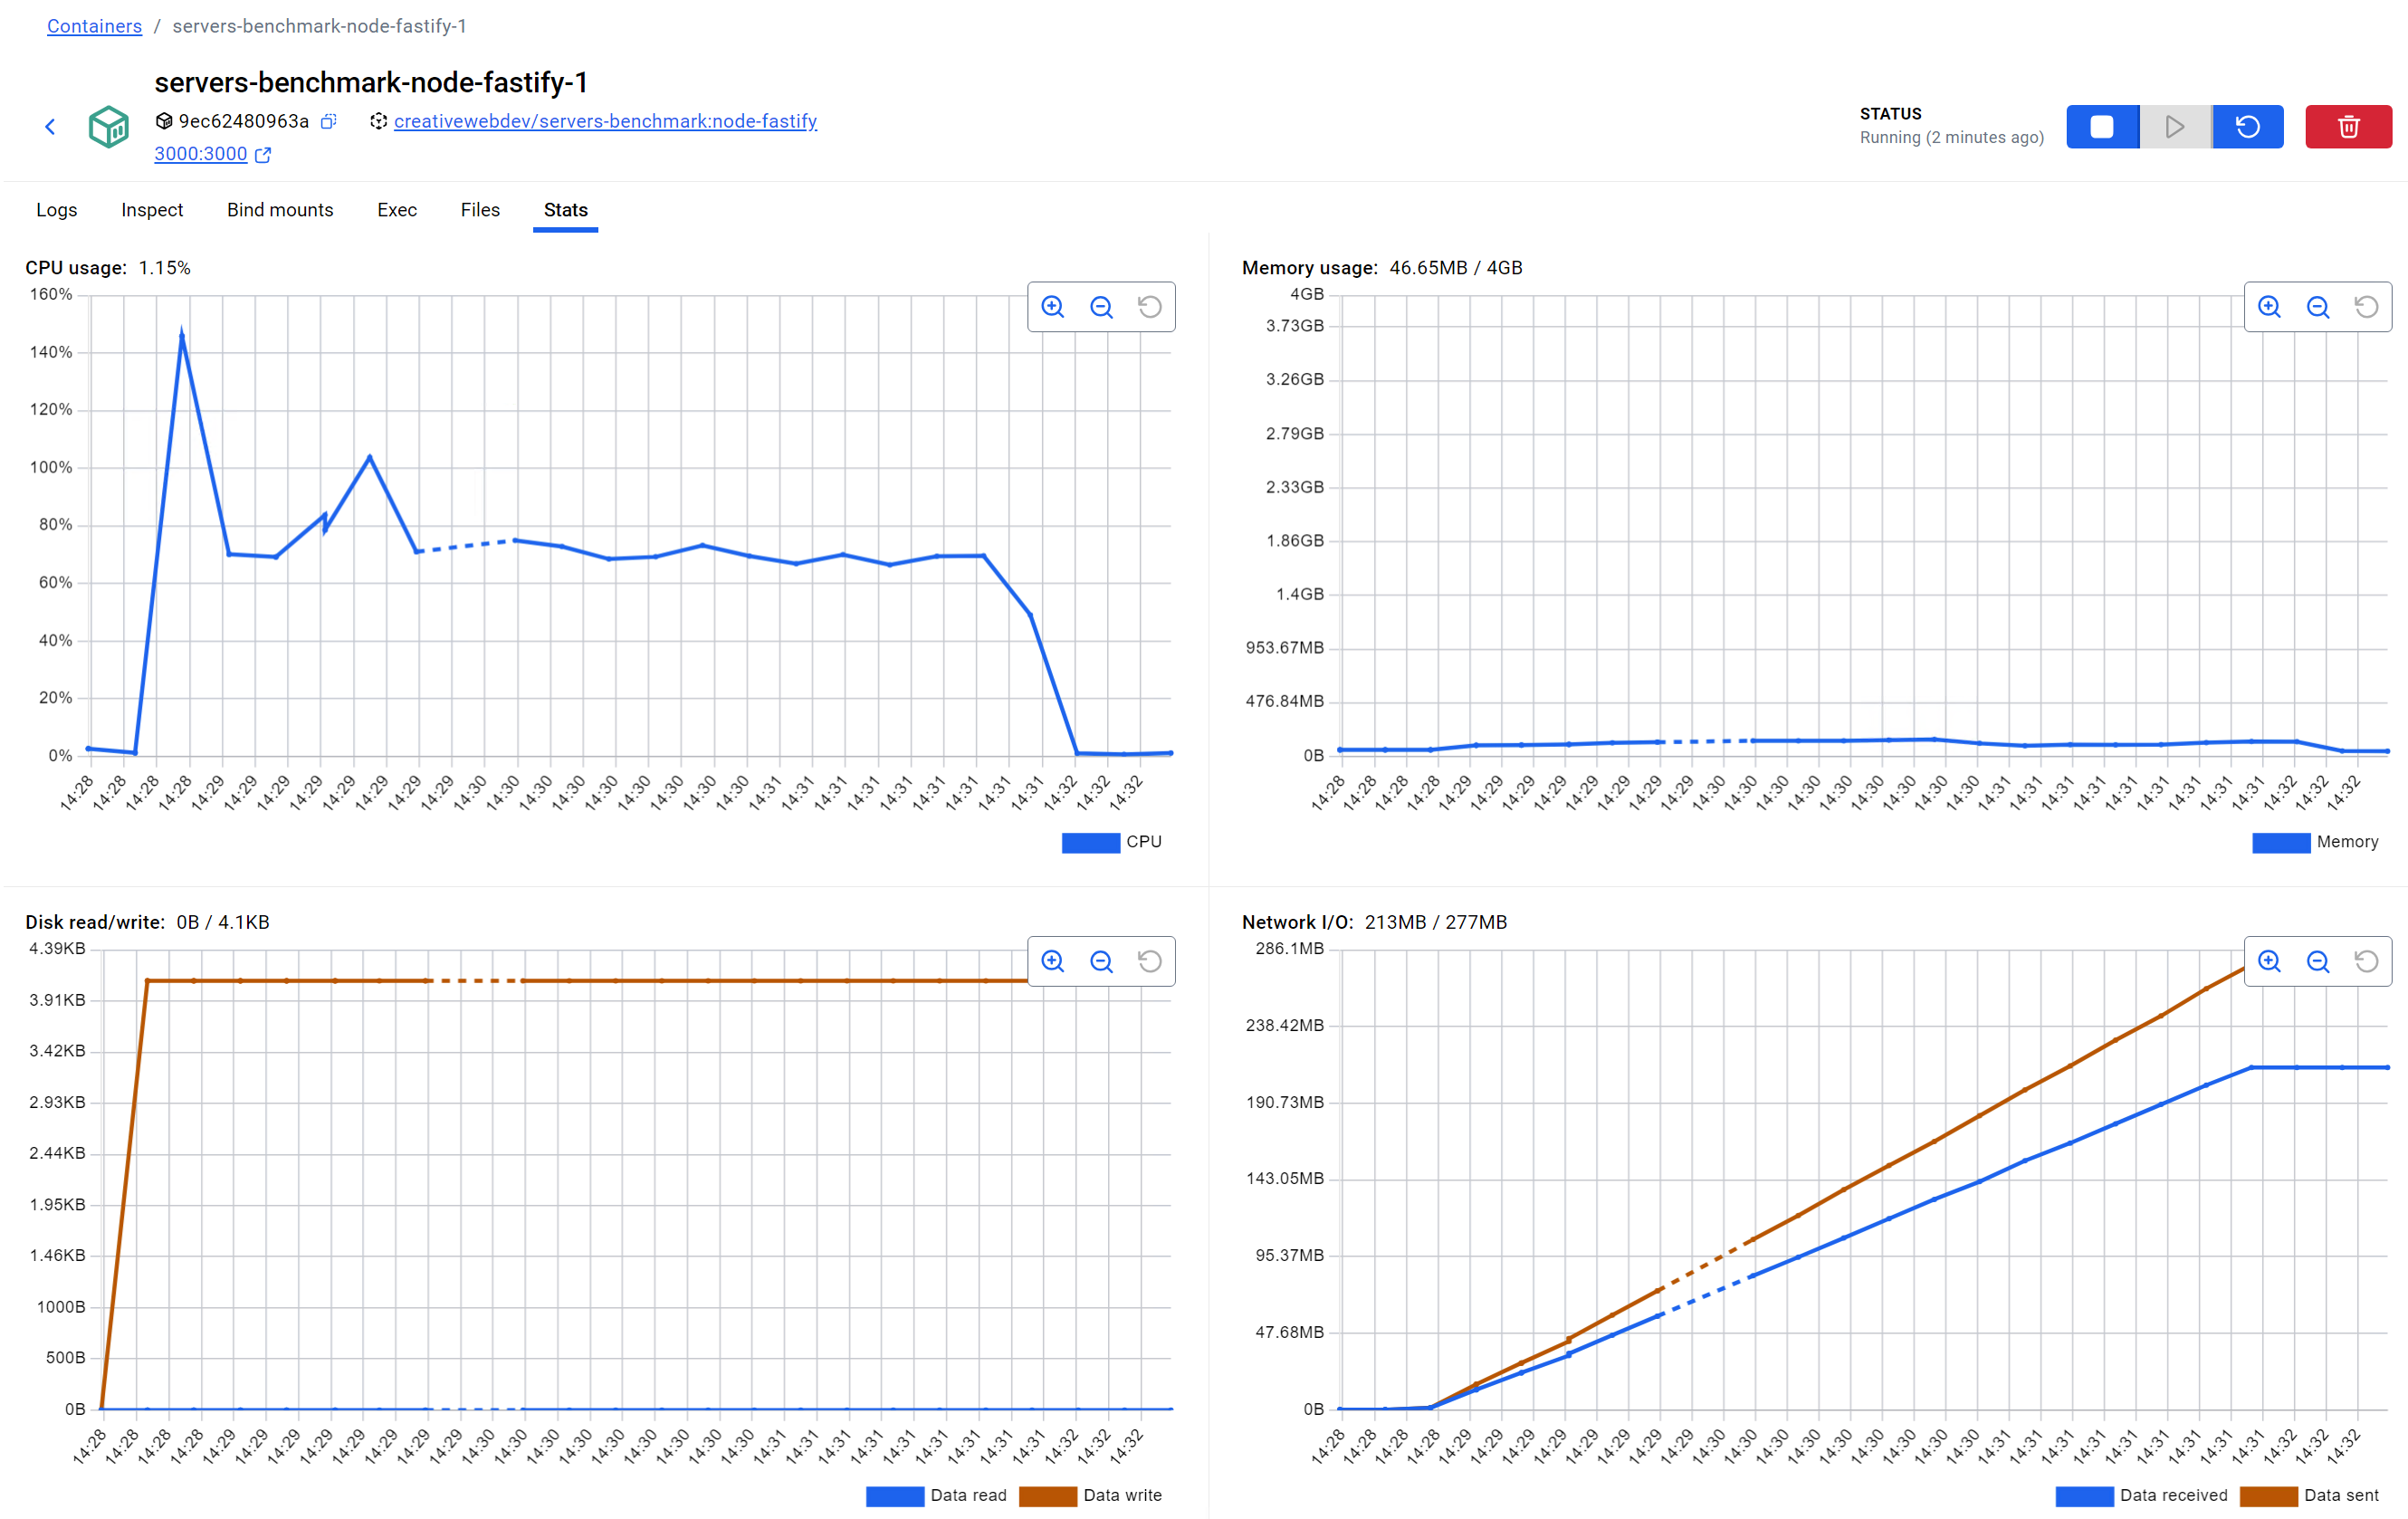 Containers / servers-benchmark-node-fastify-1
servers-benchmark-node-fastify-1
9ec62480963a creativewebdev/servers-benchmark:node-fastify
3000:3000
STATUS
Running (2 minutes ago)
Logs Inspect Bind mounts Exec Files Stats
CPU usage: 1.15%
160%
140%
120%
100%
80%
60%
40%
20%
0%
14:28 14:28 14:28 14:28 14:29 14:29 14:29 14:29 14:29 14:29 14:29 14:29 14:30 14:30 14:30 14:30 14:30 14:30 14:30 14:30 14:30 14:31 14:31 14:31 14:31 14:31 14:31 14:31 14:31 14:31 14:32 14:32 14:32
CPU
Memory usage: 46.65MB / 4GB
4GB
3.73GB
3.26GB
2.79GB
2.33GB
1.86GB
1.4GB
953.67MB
476.84MB
0B
14:28 14:28 14:28 14:28 14:29 14:29 14:29 14:29 14:29 14:29 14:29 14:29 14:30 14:30 14:30 14:30 14:30 14:30 14:30 14:30 14:30 14:31 14:31 14:31 14:31 14:31 14:31 14:31 14:31 14:31 14:32 14:32 14:32
Memory
Disk read/write: 0B / 4.1KB
4.39KB
3.91KB
3.42KB
2.93KB
2.44KB
1.95KB
1.46KB
1000B
500B
0B
14:28 14:28 14:28 14:28 14:29 14:29 14:29 14:29 14:29 14:29 14:29 14:29 14:30 14:30 14:30 14:30 14:30 14:30 14:30 14:30 14:30 14:31 14:31 14:31 14:31 14:31 14:31 14:31 14:31 14:31 14:32 14:32 14:32
Data read Data write
Network I/O: 213MB / 277MB
286.1MB
238.42MB
190.73MB
143.05MB
95.37MB
47.68MB
0B
14:28 14:28 14:28 14:28 14:29 14:29 14:29 14:29 14:29 14:29 14:29 14:29 14:30 14:30 14:30 14:30 14:30 14:30 14:30 14:30 14:30 14:31 14:31 14:31 14:31 14:31 14:31 14:31 14:31 14:31 14:32 14:32 14:32
Data received Data sent